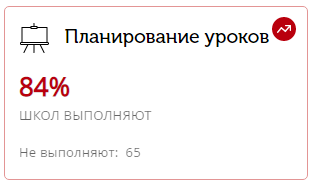 Планирование уроков
84%
ШКОЛ ВЫПОЛНЯЮТ
Не выполняют: 65